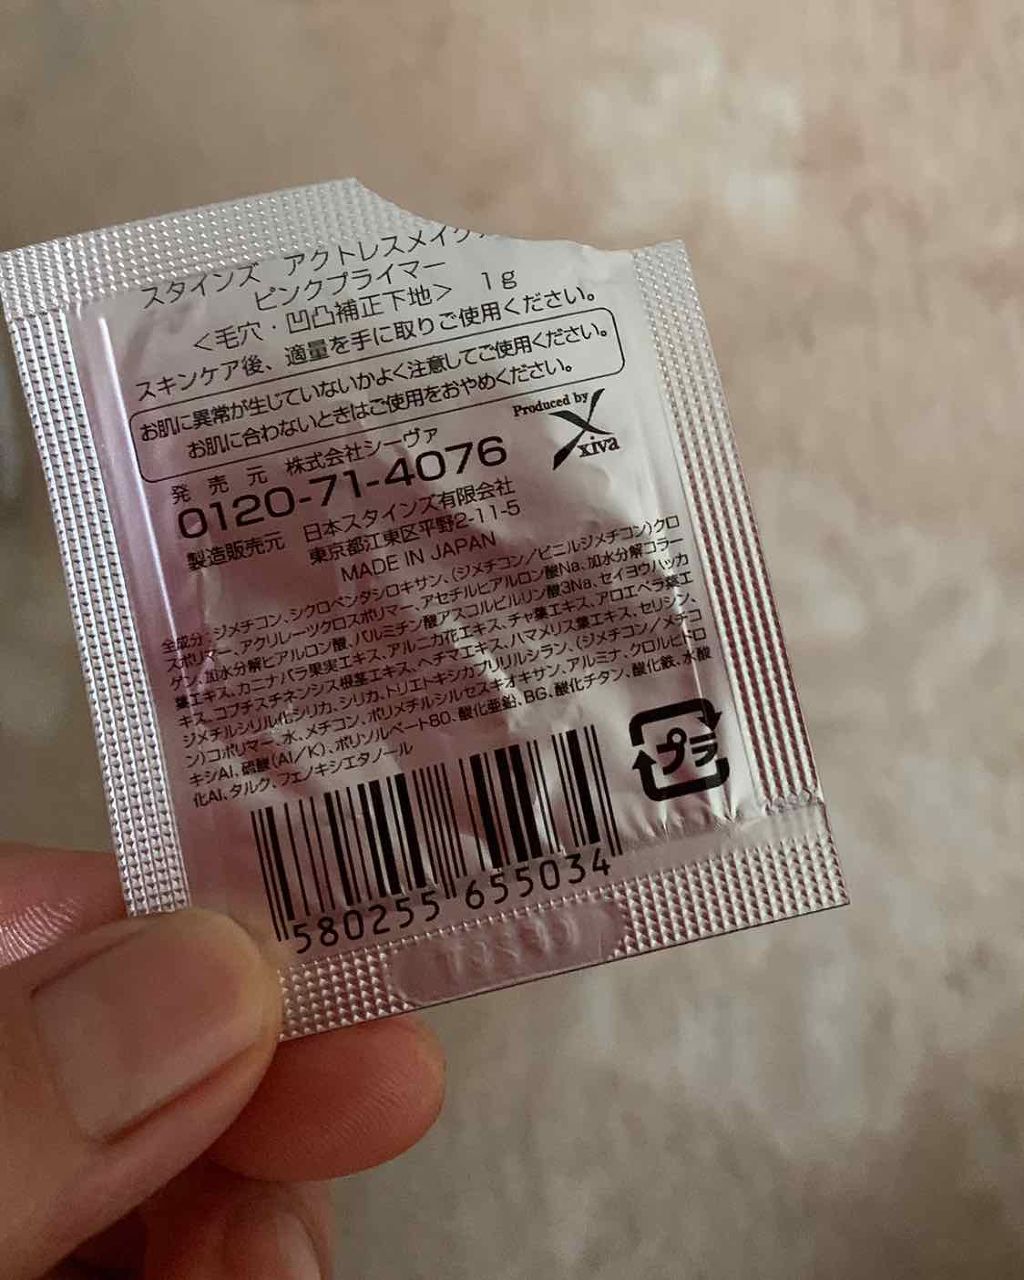 スタインズ アクトレスメイク
ピンクプライマー
＜毛穴・凹凸補正下地＞ 1g
スキンケア後、適量を手に取りご使用ください。
お肌に異常が生じていないかよく注意してご使用ください。
お肌に合わないときはご使用をおやめください。
Produced by
xiva
発売元 株式会社シーヴァ
0120-71-4076
製造販売元 日本スタインズ有限会社
東京都江東区平野2-11-5
MADE IN JAPAN
全成分：ジメチコン、シクロペンタシロキサン、(ジメチコン／ビニルジメチコン)クロ
スポリマー、アクリレーツクロスポリマー、アセチルヒアルロン酸Na、加水分解コラー
ゲン、加水分解ヒアルロン酸、パルミチン酸アスコルビルリン酸3Na、セイヨウハッカ
葉エキス、カニナバラ果実エキス、アルニカ花エキス、チャ葉エキス、アロエベラ葉エ
キス、コプチスチネンシス根茎エキス、ヘチマエキス、ハマメリス葉エキス、セリシン、
ジメチルシリル化シリカ、シリカ、トリエトキシカプリリルシラン、(ジメチコン／メチコ
ン)コポリマー、水、メチコン、ポリメチルシルセスキオキサン、アルミナ、クロルヒドロ
キシAl、硫酸(Al／K)、ポリソルベート80、酸化亜鉛、BG、酸化チタン、酸化鉄、水酸
化Al、タルク、フェノキシエタノール
プラ
580255 655034